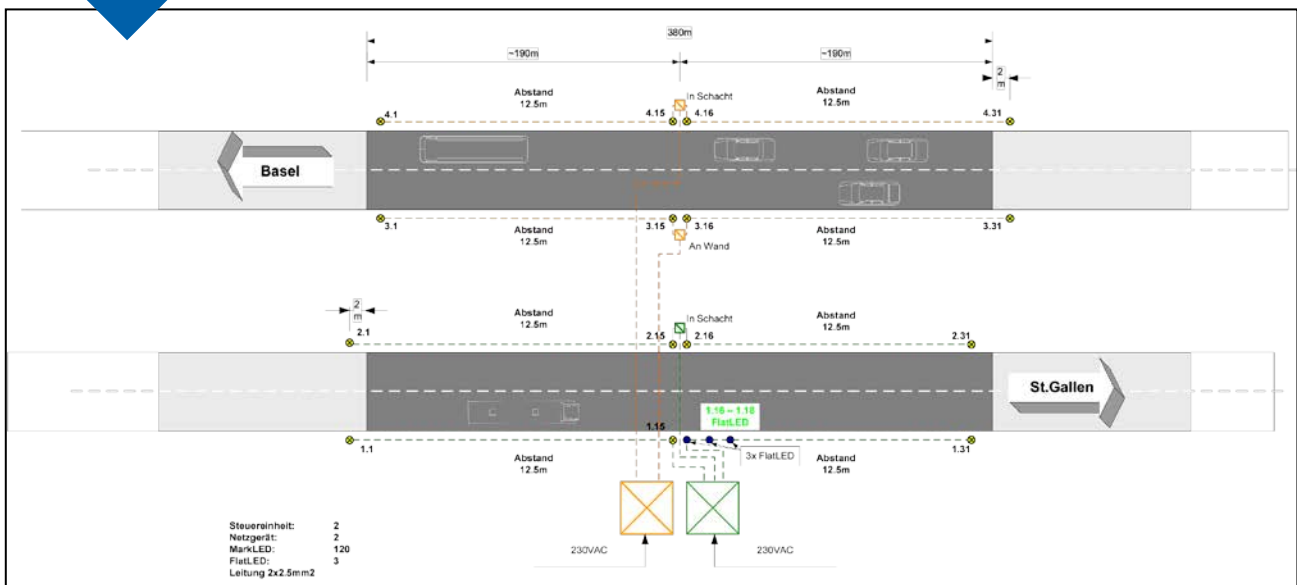 380m
~190m
~190m
2
m
Abstand
12.5m
In Schacht
Abstand
12.5m
4.1
4.15
4.16
4.31
Basel
3.1
3.15
3.16
3.31
Abstand
12.5m
An Wand
Abstand
12.5m
2
m
Abstand
12.5m
In Schacht
Abstand
12.5m
2.1
2.15
2.16
2.31
St.Gallen
1.16 – 1.18
FlatLED
1.15
1.1
1.31
3x FlatLED
Abstand
12.5m
Abstand
12.5m
Steuereinheit: 2
Netzgerät: 2
MarkLED: 120
FlatLED: 3
Leitung 2x2.5mm2
230VAC
230VAC